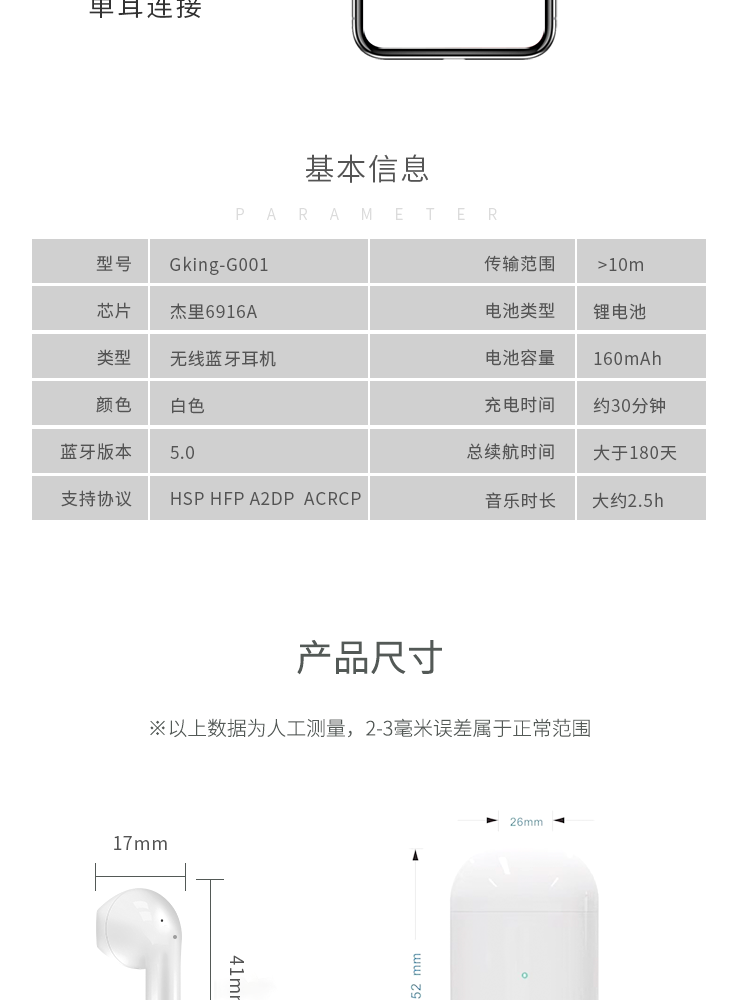 单耳连接
基本信息
PARAMETER
型号 Gking-G001 传输范围 >10m
芯片 杰里6916A 电池类型 锂电池
类型 无线蓝牙耳机 电池容量 160mAh
颜色 白色 充电时间 约30分钟
蓝牙版本 5.0 总续航时间 大于180天
支持协议 HSP HFP A2DP ACRCP 音乐时长 大约2.5h
产品尺寸
※以上数据为人工测量，2-3毫米误差属于正常范围
26mm
17mm
41mm
52 mm